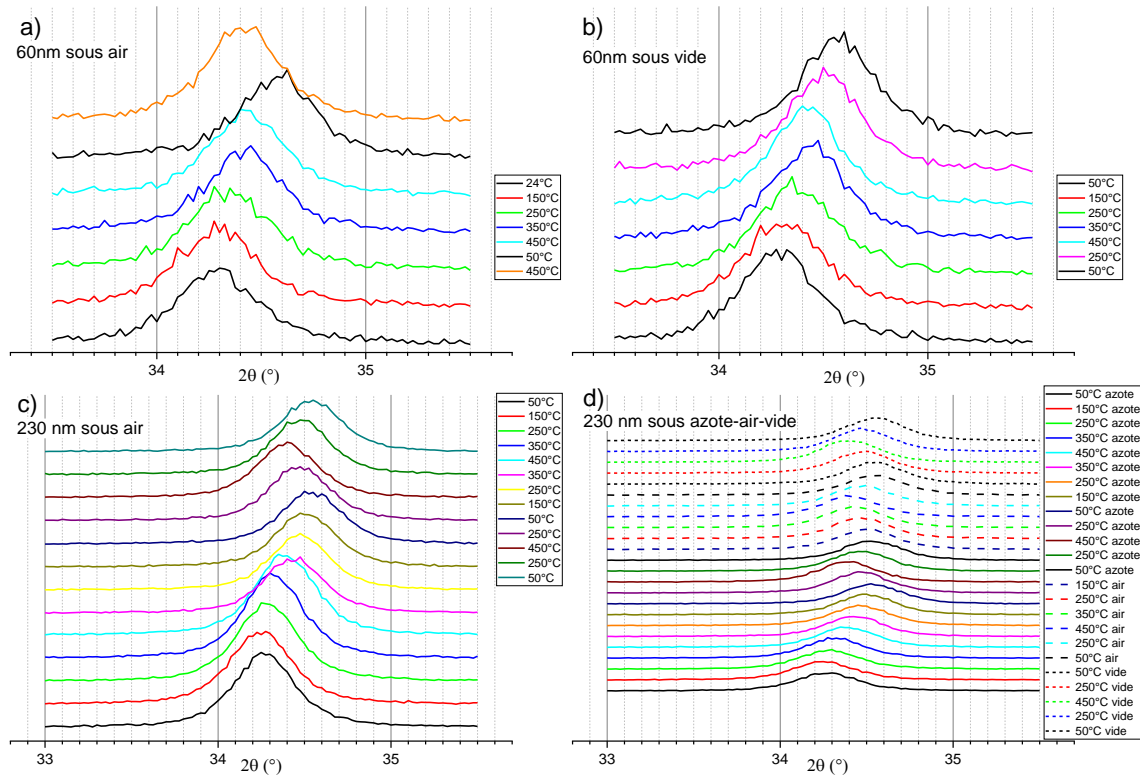 a)
60nm sous air
24°C
150°C
250°C
350°C
450°C
50°C
450°C
34
35
2θ (°)
b)
60nm sous vide
50°C
150°C
250°C
350°C
450°C
250°C
50°C
34
35
2θ (°)
c)
230 nm sous air
50°C
150°C
250°C
350°C
450°C
350°C
250°C
150°C
50°C
250°C
450°C
250°C
50°C
33
34
35
2θ (°)
d)
230 nm sous azote-air-vide
50°C azote
150°C azote
250°C azote
350°C azote
450°C azote
350°C azote
250°C azote
150°C azote
50°C azote
250°C azote
450°C azote
250°C azote
50°C azote
150°C air
250°C air
350°C air
450°C air
250°C air
50°C air
50°C vide
250°C vide
450°C vide
250°C vide
50°C vide
33
34
35
2θ (°)